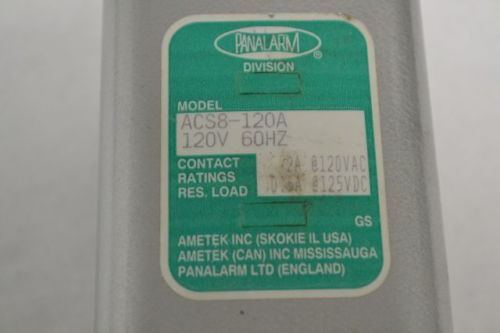 PANALARM ®
DIVISION
MODEL
ACS8-120A
120V 60HZ
CONTACT 2A @120VAC
RATINGS @125VDC
RES. LOAD
GS
AMETEK INC (SKOKIE IL USA)
AMETEK (CAN) INC MISSISSAUGA
PANALARM LTD (ENGLAND)